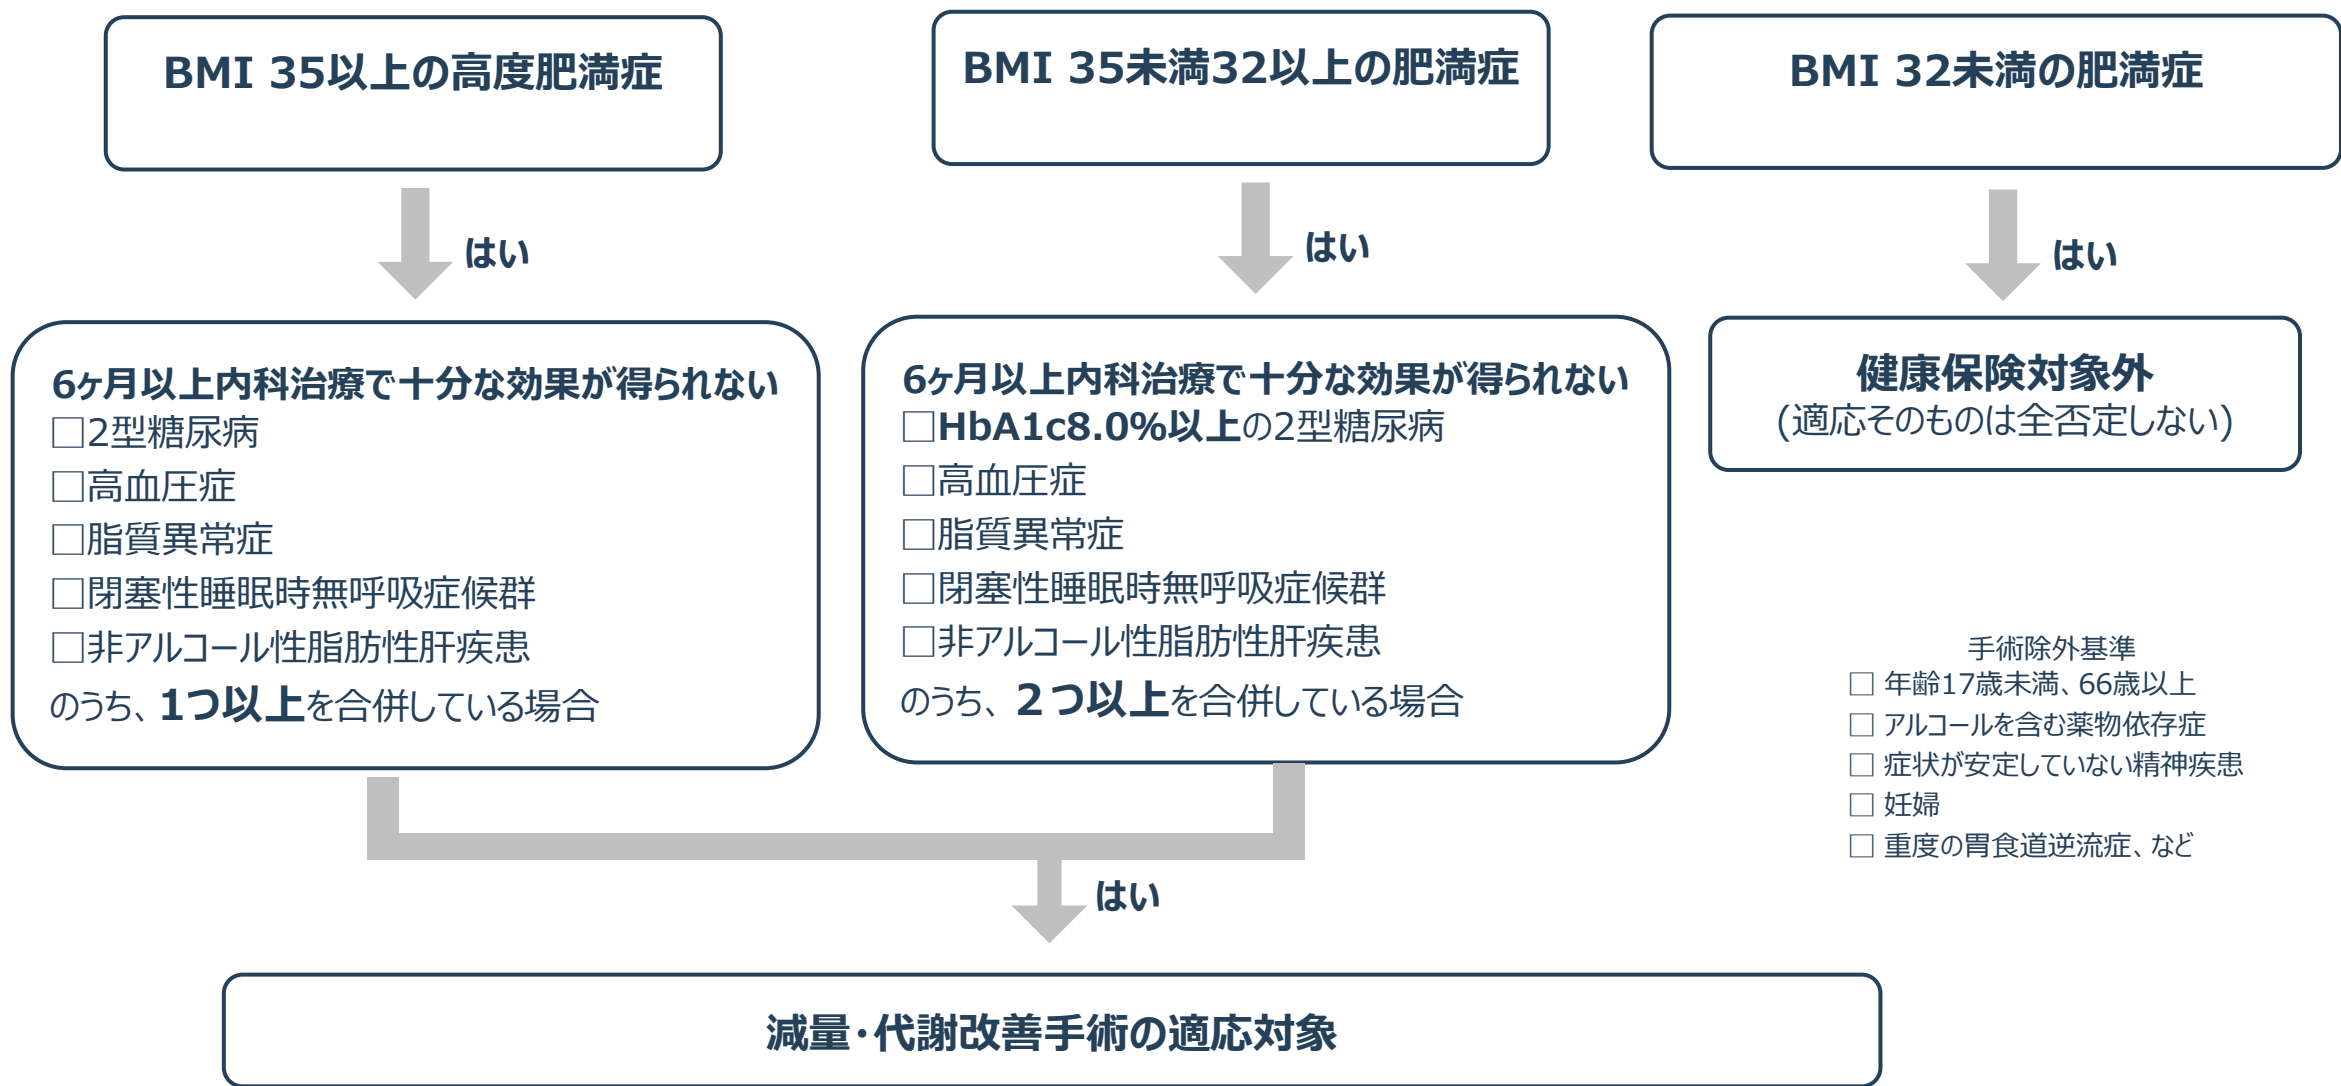 BMI 35以上の高度肥満症
はい
6ヶ月以上内科治療で十分な効果が得られない
□2型糖尿病
□高血圧症
□脂質異常症
□閉塞性睡眠時無呼吸症候群
□非アルコール性脂肪性肝疾患
のうち、1つ以上を合併している場合
BMI 35未満32以上の肥満症
はい
6ヶ月以上内科治療で十分な効果が得られない
□HbA1c8.0%以上の2型糖尿病
□高血圧症
□脂質異常症
□閉塞性睡眠時無呼吸症候群
□非アルコール性脂肪性肝疾患
のうち、２つ以上を合併している場合
BMI 32未満の肥満症
はい
健康保険対象外
(適応そのものは全否定しない)
手術除外基準
□ 年齢17歳未満、66歳以上
□ アルコールを含む薬物依存症
□ 症状が安定していない精神疾患
□ 妊婦
□ 重度の胃食道逆流症、など
はい
減量・代謝改善手術の適応対象